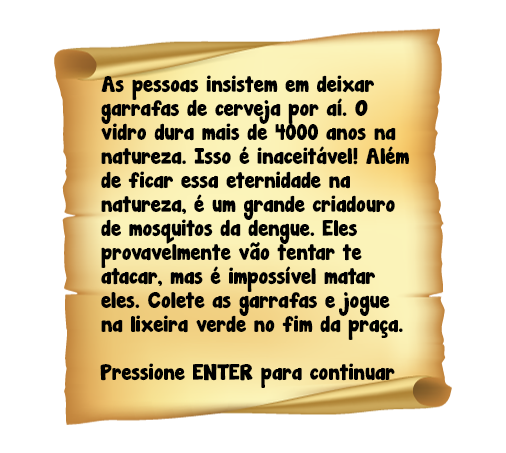 As pessoas insistem em deixar
garrafas de cerveja por aí. O
vidro dura mais de 4000 anos na
natureza. Isso é inaceitável! Além
de ficar essa eternidade na
natureza, é um grande criadouro
de mosquitos da dengue. Eles
provavelmente vão tentar te
atacar, mas é impossível matar
eles. Colete as garrafas e jogue
na lixeira verde no fim da praça.
Pressione ENTER para continuar